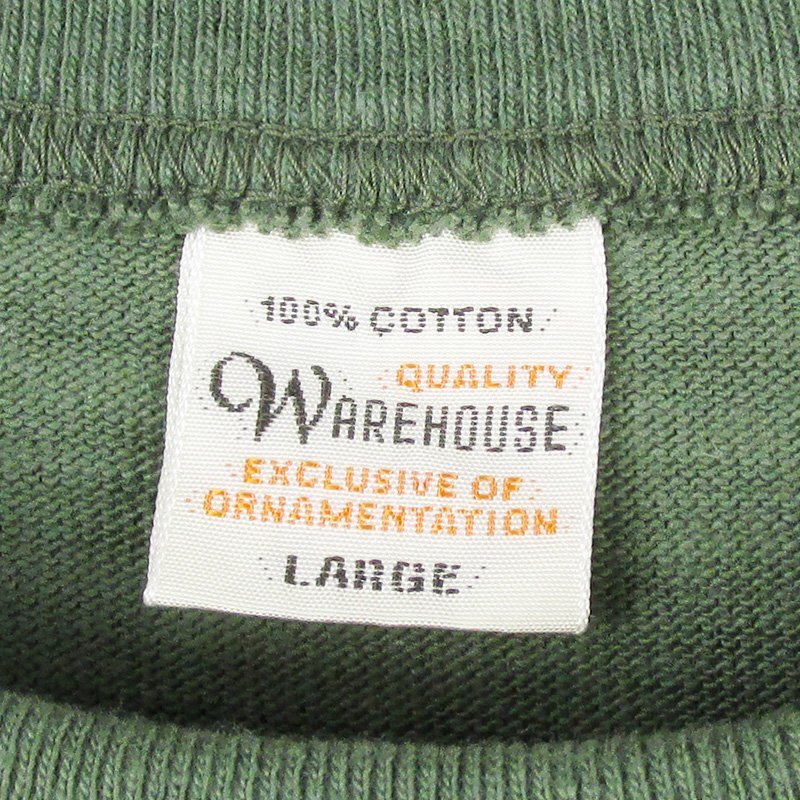 100% COTTON
QUALITY
WAREHOUSE
EXCLUSIVE OF
ORNAMENTATION
LARGE